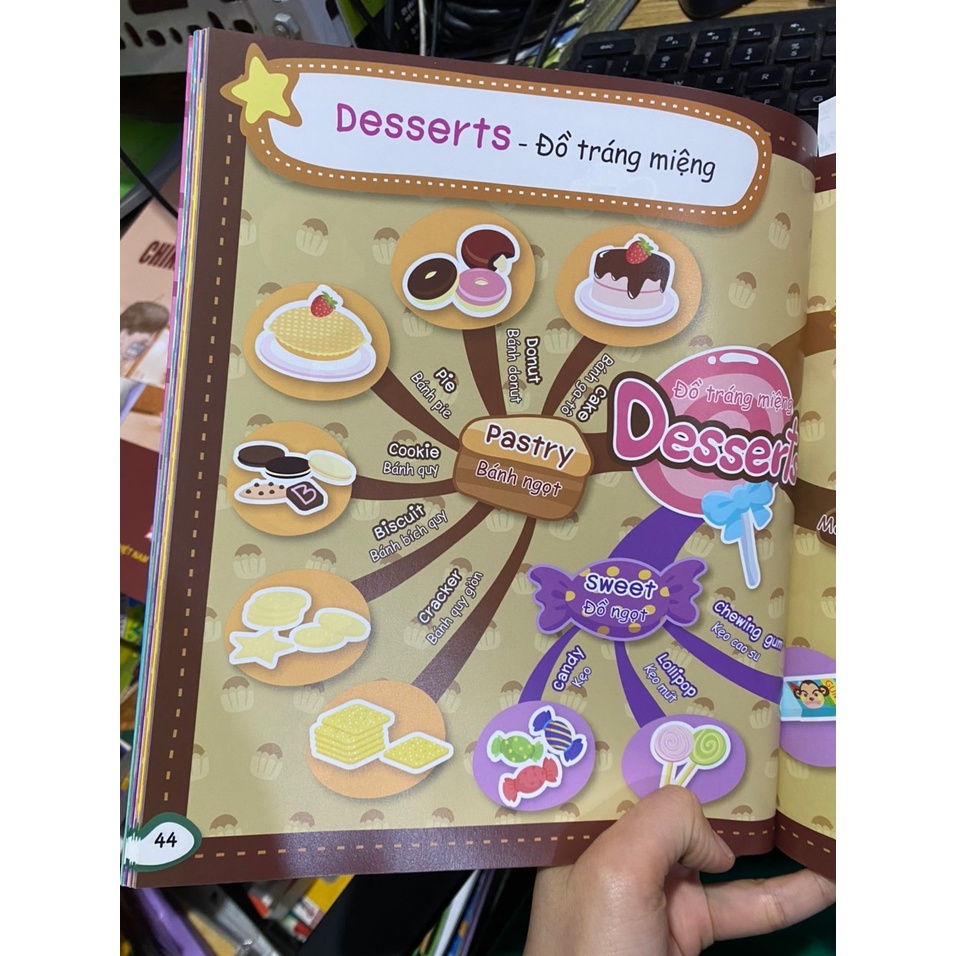 Desserts - Đồ tráng miệng
Donut
Bánh donut
Cake
Bánh ga-tô
Pie
Bánh pie
Cookie
Bánh quy
Biscuit
Bánh bích quy
Cracker
Bánh quy giòn
Pastry
Bánh ngọt
Đồ tráng miệng
Desserts
Sweet
Đồ ngọt
Candy
Kẹo
Lollipop
Kẹo mút
Chewing gum
Kẹo cao su
44